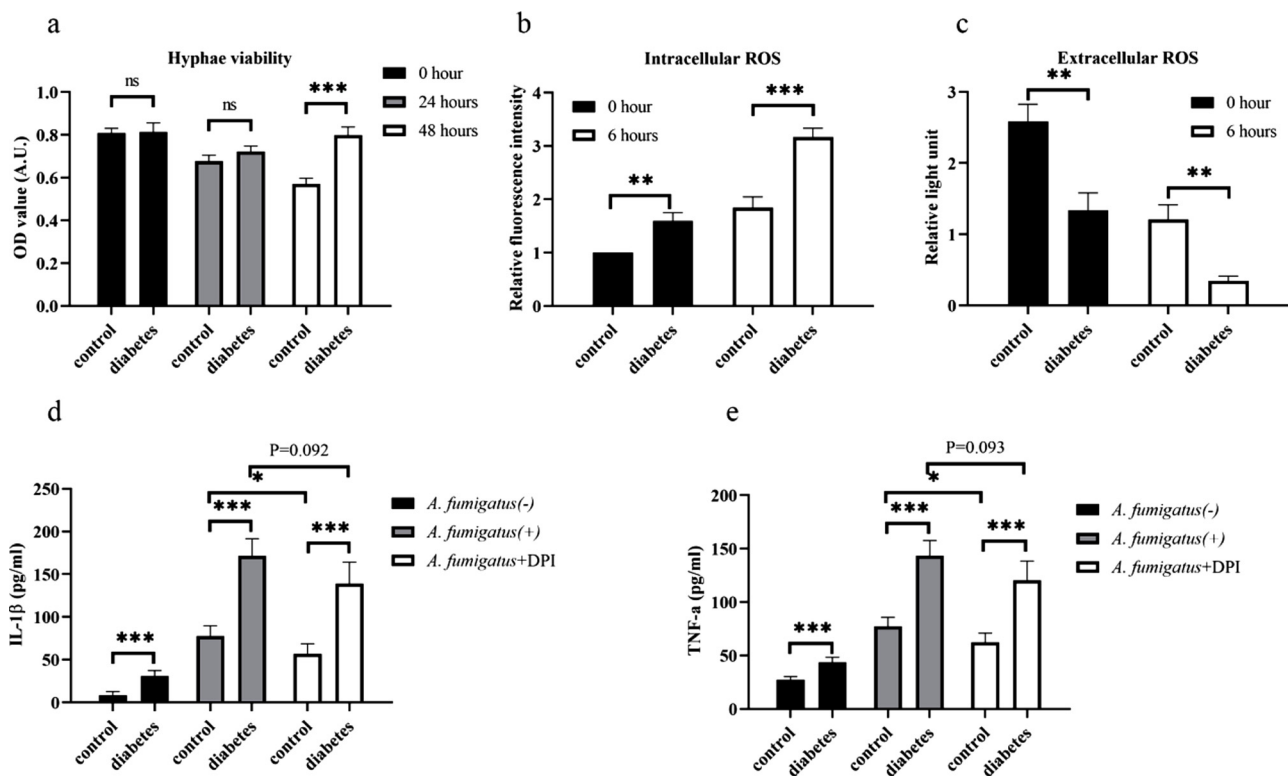 a
Hyphae viability
0 hour
24 hours
48 hours
ns
ns
***
OD value (A.U.)
1.0
0.8
0.6
0.4
0.2
0.0
control
diabetes
control
diabetes
control
diabetes
b
Intracellular ROS
0 hour
6 hours
**
***
Relative fluorescence intensity
4
3
2
1
0
control
diabetes
control
diabetes
c
Extracellular ROS
0 hour
6 hours
**
**
Relative light unit
3
2
1
0
control
diabetes
control
diabetes
d
P=0.092
*
***
***
***
A. fumigatus(-)
A. fumigatus(+)
A. fumigatus+DPI
IL-1β (pg/ml)
250
200
150
100
50
0
control
diabetes
control
diabetes
control
diabetes
e
P=0.093
*
***
***
***
A. fumigatus(-)
A. fumigatus(+)
A. fumigatus+DPI
TNF-a (pg/ml)
200
150
100
50
0
control
diabetes
control
diabetes
control
diabetes